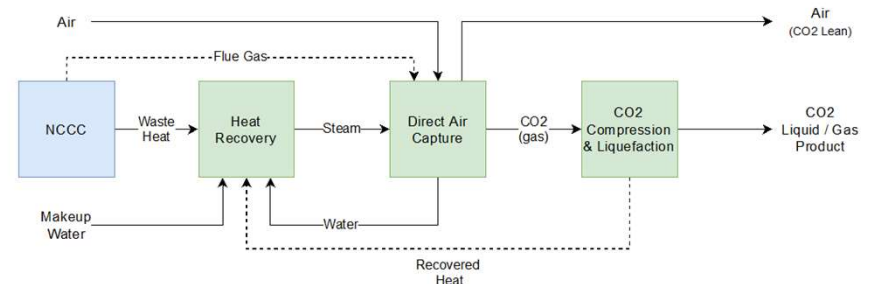 Air
Air
(CO2 Lean)
Flue Gas
NCCC
Waste
Heat
Heat
Recovery
Steam
Direct Air
Capture
CO2
(gas)
CO2
Compression
& Liquefaction
CO2
Liquid / Gas
Product
Makeup
Water
Water
Recovered
Heat